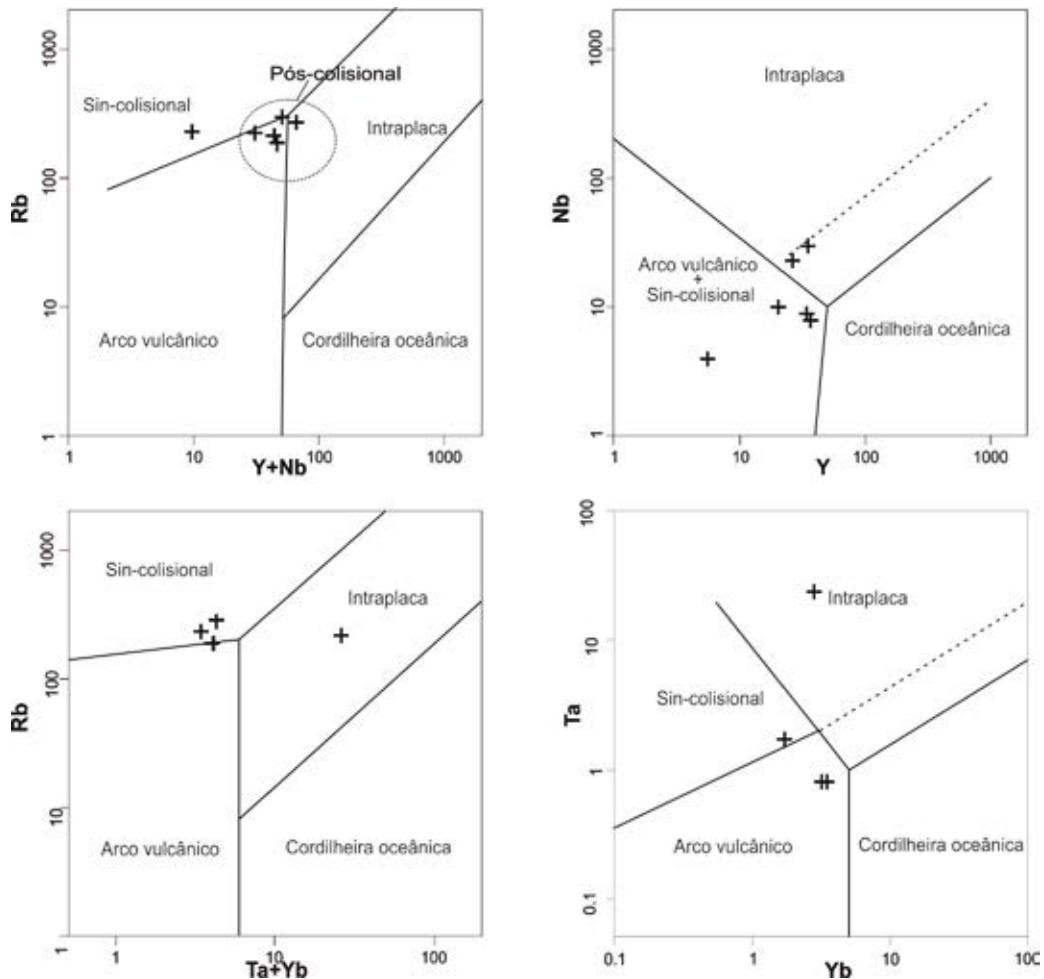 1000
100
10
1
Rb
Pós-colisional
Sin-colisional
Intraplaca
Arco vulcânico
Cordilheira oceânica
1
10
100
1000
Y+Nb
1000
100
10
1
Nb
Intraplaca
Arco vulcânico
+
Sin-colisional
Cordilheira oceânica
1
10
100
1000
Y
1000
100
10
1
Rb
Sin-colisional
Intraplaca
Arco vulcânico
Cordilheira oceânica
1
10
100
Ta+Yb
100
10
1
0.1
Ta
Intraplaca
Sin-colisional
Arco vulcânico
Cordilheira oceânica
0.1
1
10
100
Yb